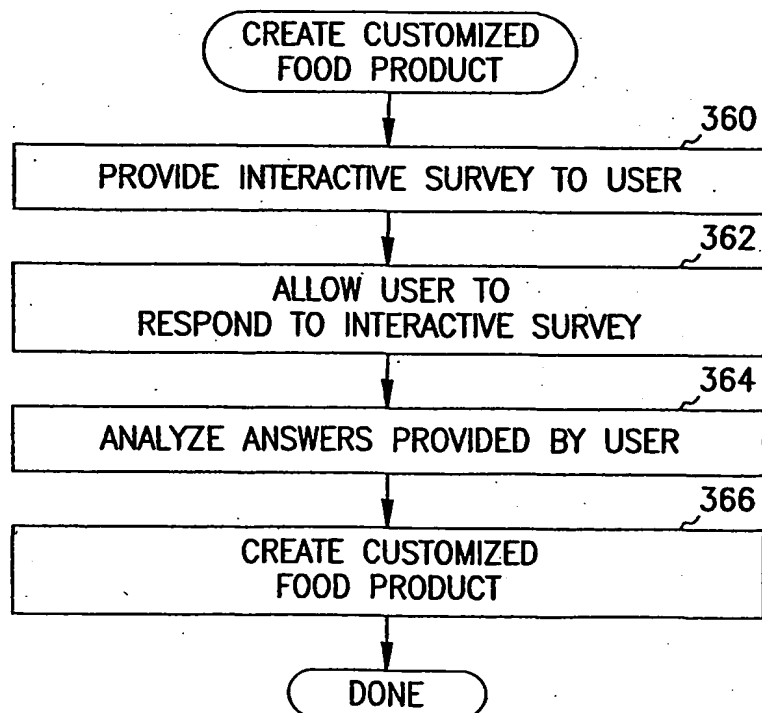 CREATE CUSTOMIZED
FOOD PRODUCT
360
PROVIDE INTERACTIVE SURVEY TO USER
362
ALLOW USER TO
RESPOND TO INTERACTIVE SURVEY
364
ANALYZE ANSWERS PROVIDED BY USER
366
CREATE CUSTOMIZED
FOOD PRODUCT
DONE